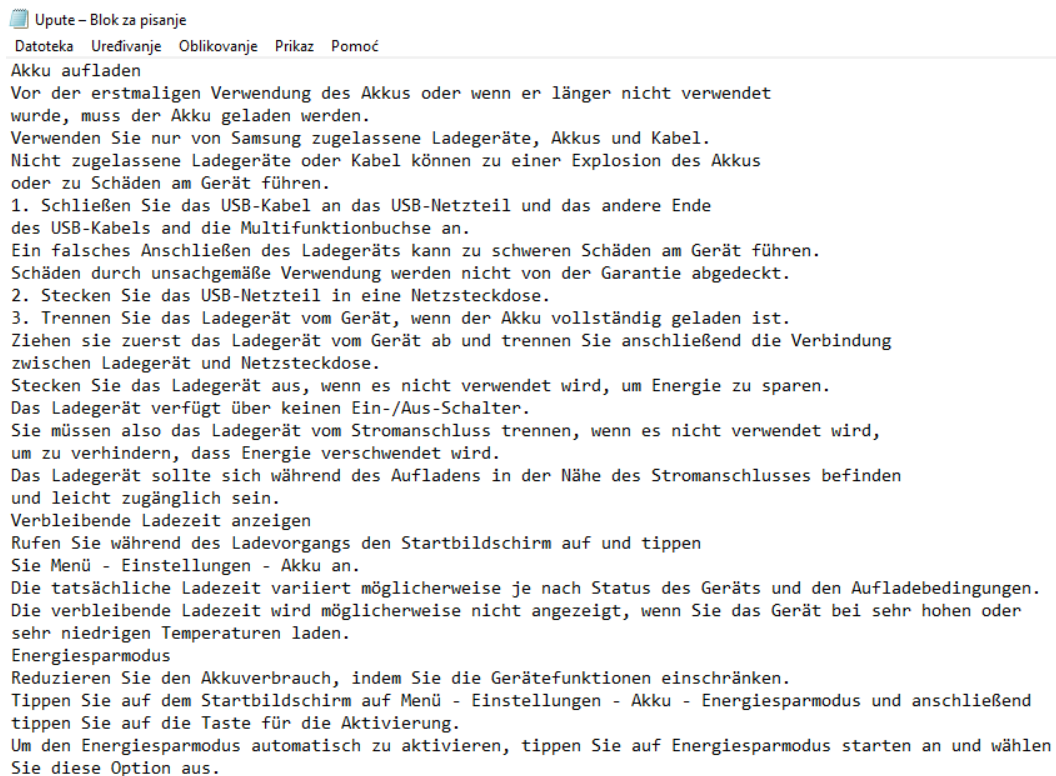 Upute – Blok za pisanje
Datoteka Uređivanje Oblikovanje Prikaz Pomoć
Akku aufladen
Vor der erstmaligen Verwendung des Akkus oder wenn er länger nicht verwendet
wurde, muss der Akku geladen werden.
Verwenden Sie nur von Samsung zugelassene Ladegeräte, Akkus und Kabel.
Nicht zugelassene Ladegeräte oder Kabel können zu einer Explosion des Akkus
oder zu Schäden am Gerät führen.
1. Schließen Sie das USB-Kabel an das USB-Netzteil und das andere Ende
des USB-Kabels and die Multifunktionbuchse an.
Ein falsches Anschließen des Ladegeräts kann zu schweren Schäden am Gerät führen.
Schäden durch unsachgemäße Verwendung werden nicht von der Garantie abgedeckt.
2. Stecken Sie das USB-Netzteil in eine Netzsteckdose.
3. Trennen Sie das Ladegerät vom Gerät, wenn der Akku vollständig geladen ist.
Ziehen sie zuerst das Ladegerät vom Gerät ab und trennen Sie anschließend die Verbindung
zwischen Ladegerät und Netzsteckdose.
Stecken Sie das Ladegerät aus, wenn es nicht verwendet wird, um Energie zu sparen.
Das Ladegerät verfügt über keinen Ein-/Aus-Schalter.
Sie müssen also das Ladegerät vom Stromanschluss trennen, wenn es nicht verwendet wird,
um zu verhindern, dass Energie verschwendet wird.
Das Ladegerät sollte sich während des Aufladens in der Nähe des Stromanschlusses befinden
und leicht zugänglich sein.
Verbleibende Ladezeit anzeigen
Rufen Sie während des Ladevorgangs den Startbildschirm auf und tippen
Sie Menü - Einstellungen - Akku an.
Die tatsächliche Ladezeit variiert möglicherweise je nach Status des Geräts und den Aufladebedingungen.
Die verbleibende Ladezeit wird möglicherweise nicht angezeigt, wenn Sie das Gerät bei sehr hohen oder
sehr niedrigen Temperaturen laden.
Energiesparmodus
Reduzieren Sie den Akkuverbrauch, indem Sie die Gerätefunktionen einschränken.
Tippen Sie auf dem Startbildschirm auf Menü - Einstellungen - Akku - Energiesparmodus und anschließend
tippen Sie auf die Taste für die Aktivierung.
Um den Energiesparmodus automatisch zu aktivieren, tippen Sie auf Energiesparmodus starten an und wählen
Sie diese Option aus.